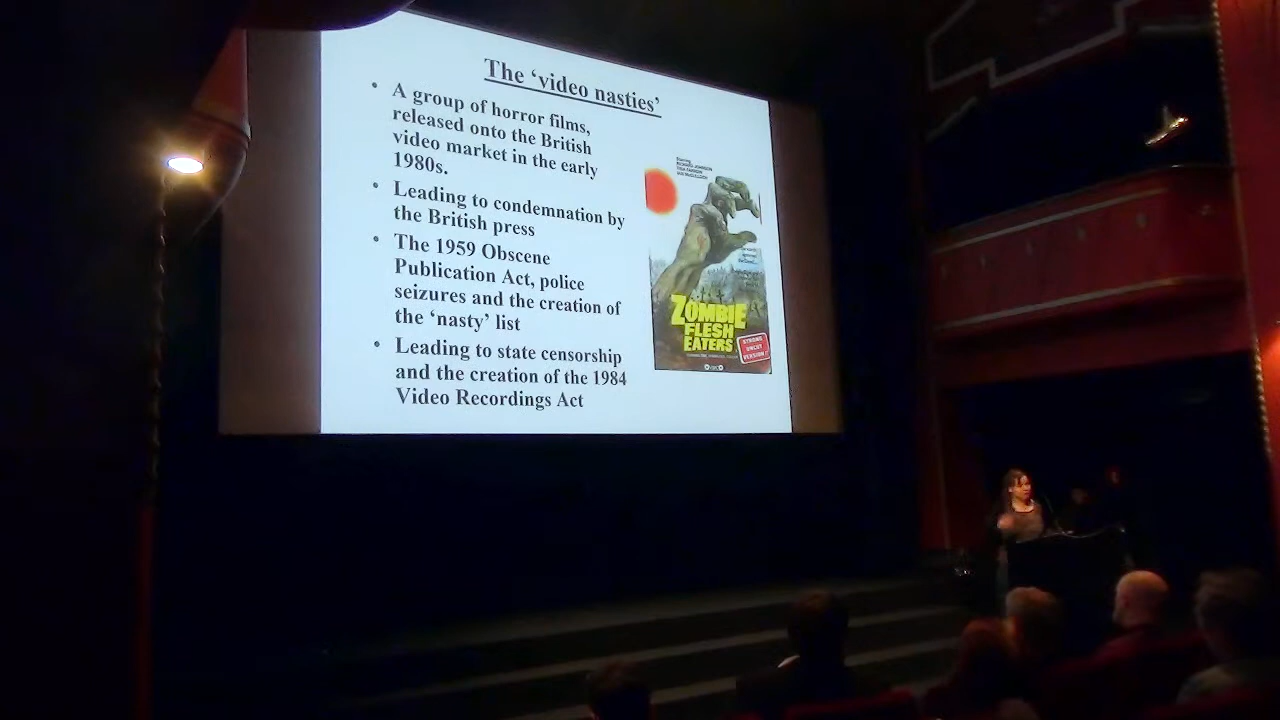 The ‘video nasties’
• A group of horror films,
released onto the British
video market in the early
1980s.
• Leading to condemnation by
the British press
• The 1959 Obscene
Publication Act, police
seizures and the creation of
the ‘nasty’ list
• Leading to state censorship
and the creation of the 1984
Video Recordings Act
ZOMBIE
FLESH
EATERS
STRONG
UNCUT
VERSION!!